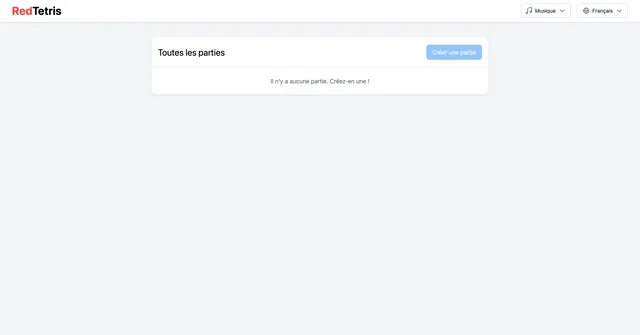 RedTetris
Musique
Français
Toutes les parties
Créer une partie
Il n'y a aucune partie. Créez-en une !